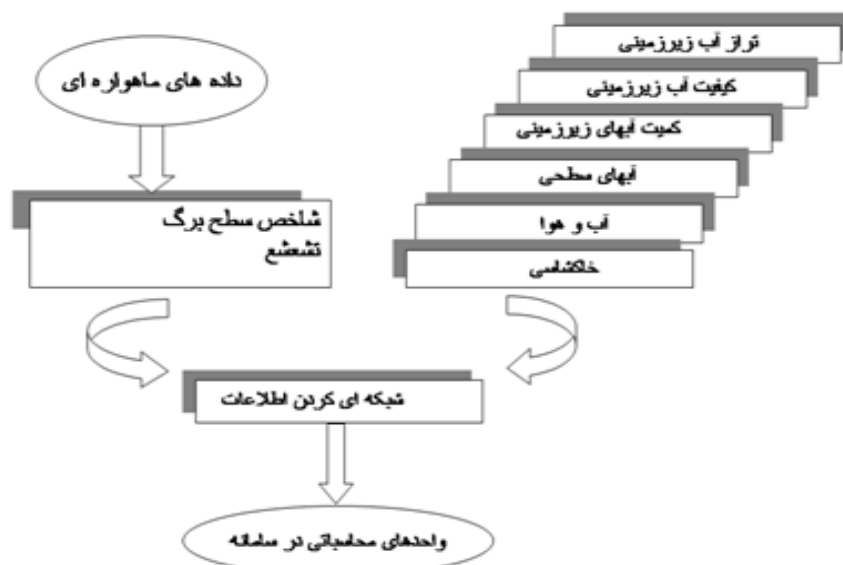 داده های ماهواره ای
شاخص سطح برگ
تشعشع
تراز آب زیرزمینی
کیفیت آب زیرزمینی
کمیت آبهای زیرزمینی
آبهای سطحی
آب و هوا
خاکشاسی
شبکه ای کردن اطلاعات
واحدهای محاسباتی در سامانه